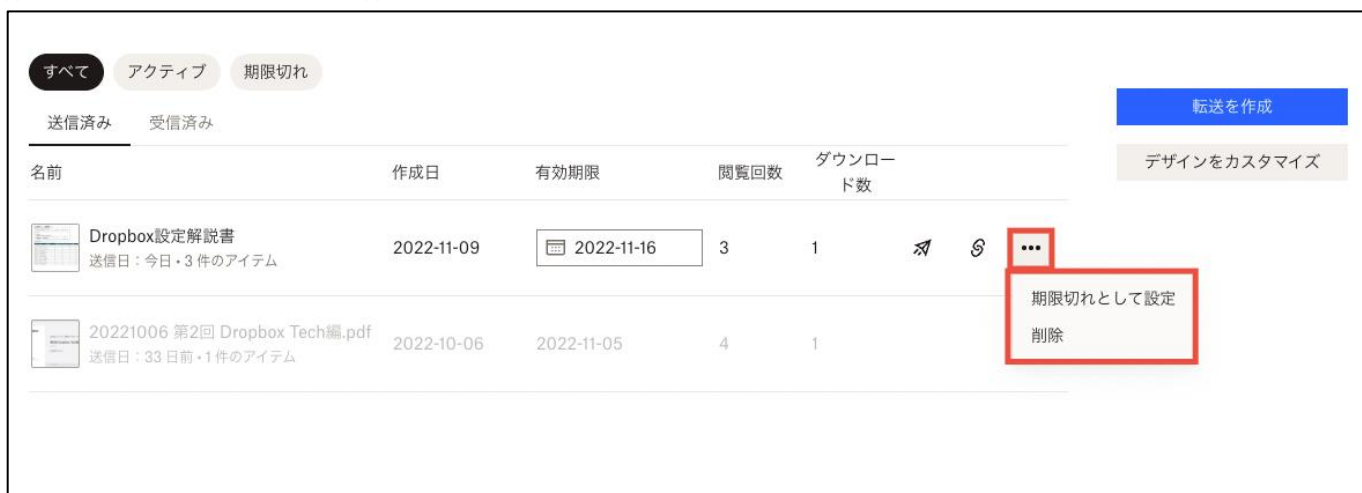 すべて アクティブ 期限切れ
転送を作成
送信済み 受信済み
デザインをカスタマイズ
名前 作成日 有効期限 閲覧回数 ダウンロー
ド数
Dropbox設定解説書
送信日：今日・3 件のアイテム
2022-11-09 2022-11-16 3 1
期限切れとして設定
削除
20221006 第2回 Dropbox Tech編.pdf
送信日：33 日前・1 件のアイテム
2022-10-06 2022-11-05 4 1